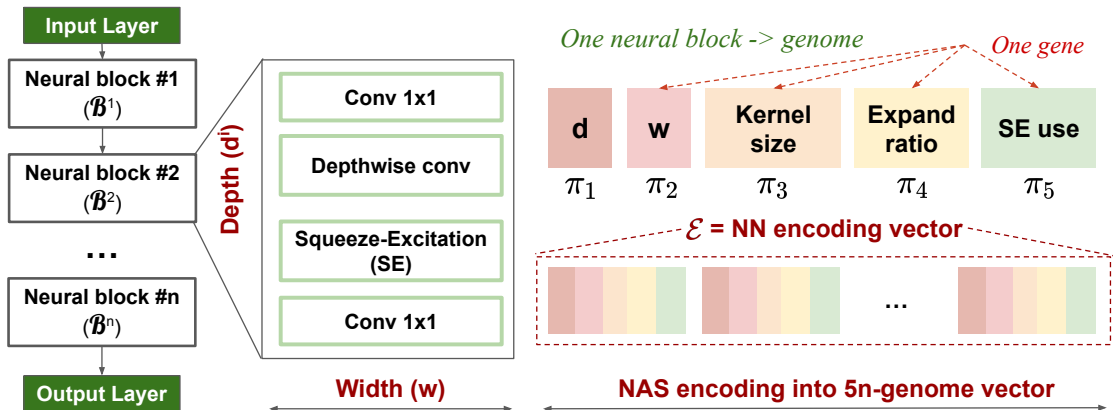 Input Layer
Neural block #1
(𝓑¹)
Neural block #2
(𝓑²)
...
Neural block #n
(𝓑ⁿ)
Output Layer
Depth (dⁱ)
Conv 1x1
Depthwise conv
Squeeze-Excitation
(SE)
Conv 1x1
Width (w)
One neural block -> genome
One gene
d
w
Kernel
size
Expand
ratio
SE use
π₁
π₂
π₃
π₄
π₅
ℰ = NN encoding vector
...
NAS encoding into 5n-genome vector